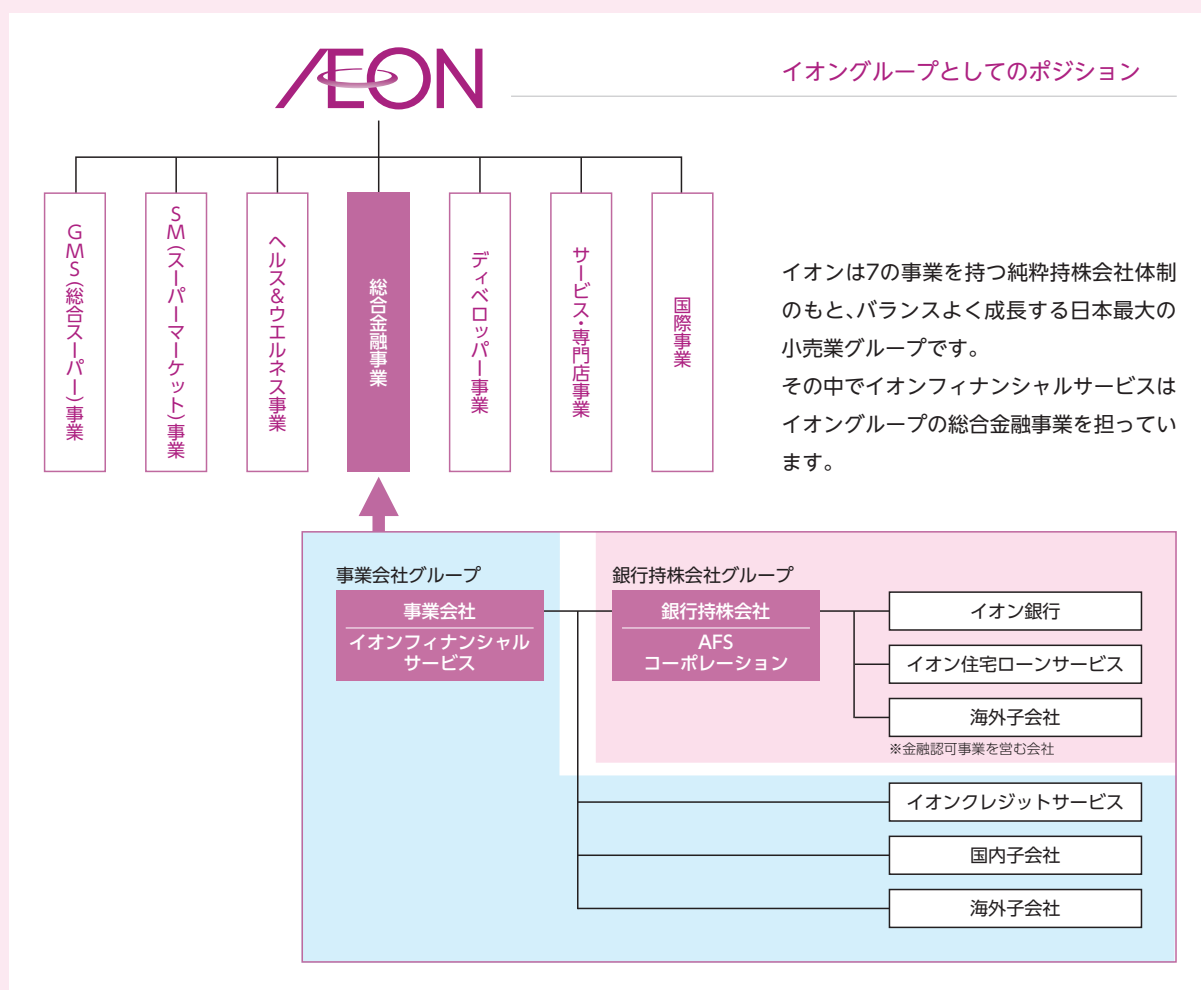 ÆON
イオングループとしてのポジション
GMS(総合スーパー)事業
SM(スーパーマーケット)事業
ヘルス&ウエルネス事業
総合金融事業
ディベロッパー事業
サービス・専門店事業
国際事業
イオンは7の事業を持つ純粋持株会社体制
のもと、バランスよく成長する日本最大の
小売業グループです。
その中でイオンフィナンシャルサービスは
イオングループの総合金融事業を担ってい
ます。
事業会社グループ
事業会社
イオンフィナンシャル
サービス
銀行持株会社グループ
銀行持株会社
AFS
コーポレーション
イオン銀行
イオン住宅ローンサービス
海外子会社
※金融認可事業を営む会社
イオンクレジットサービス
国内子会社
海外子会社